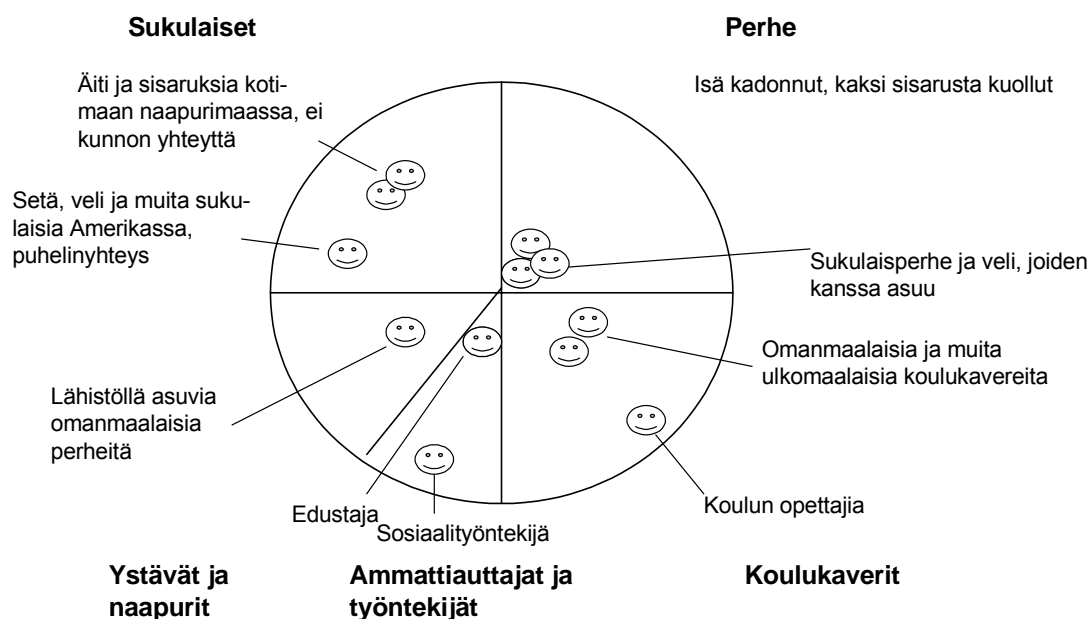 Sukulaiset
Perhe
Äiti ja sisaruksia koti-
maan naapurimaassa, ei
kunnon yhteyttä
Isä kadonnut, kaksi sisarusta kuollut
Setä, veli ja muita suku-
laisia Amerikassa,
puhelinyhteys
Sukulaisperhe ja veli, joiden
kanssa asuu
Omanmaalaisia ja muita
ulkomaalaisia koulukavereita
Lähistöllä asuvia
omanmaalaisia
perheitä
Koulun opettajia
Edustaja
Sosiaalityöntekijä
Ystävät ja
naapurit
Ammattiauttajat ja
työntekijät
Koulukaverit